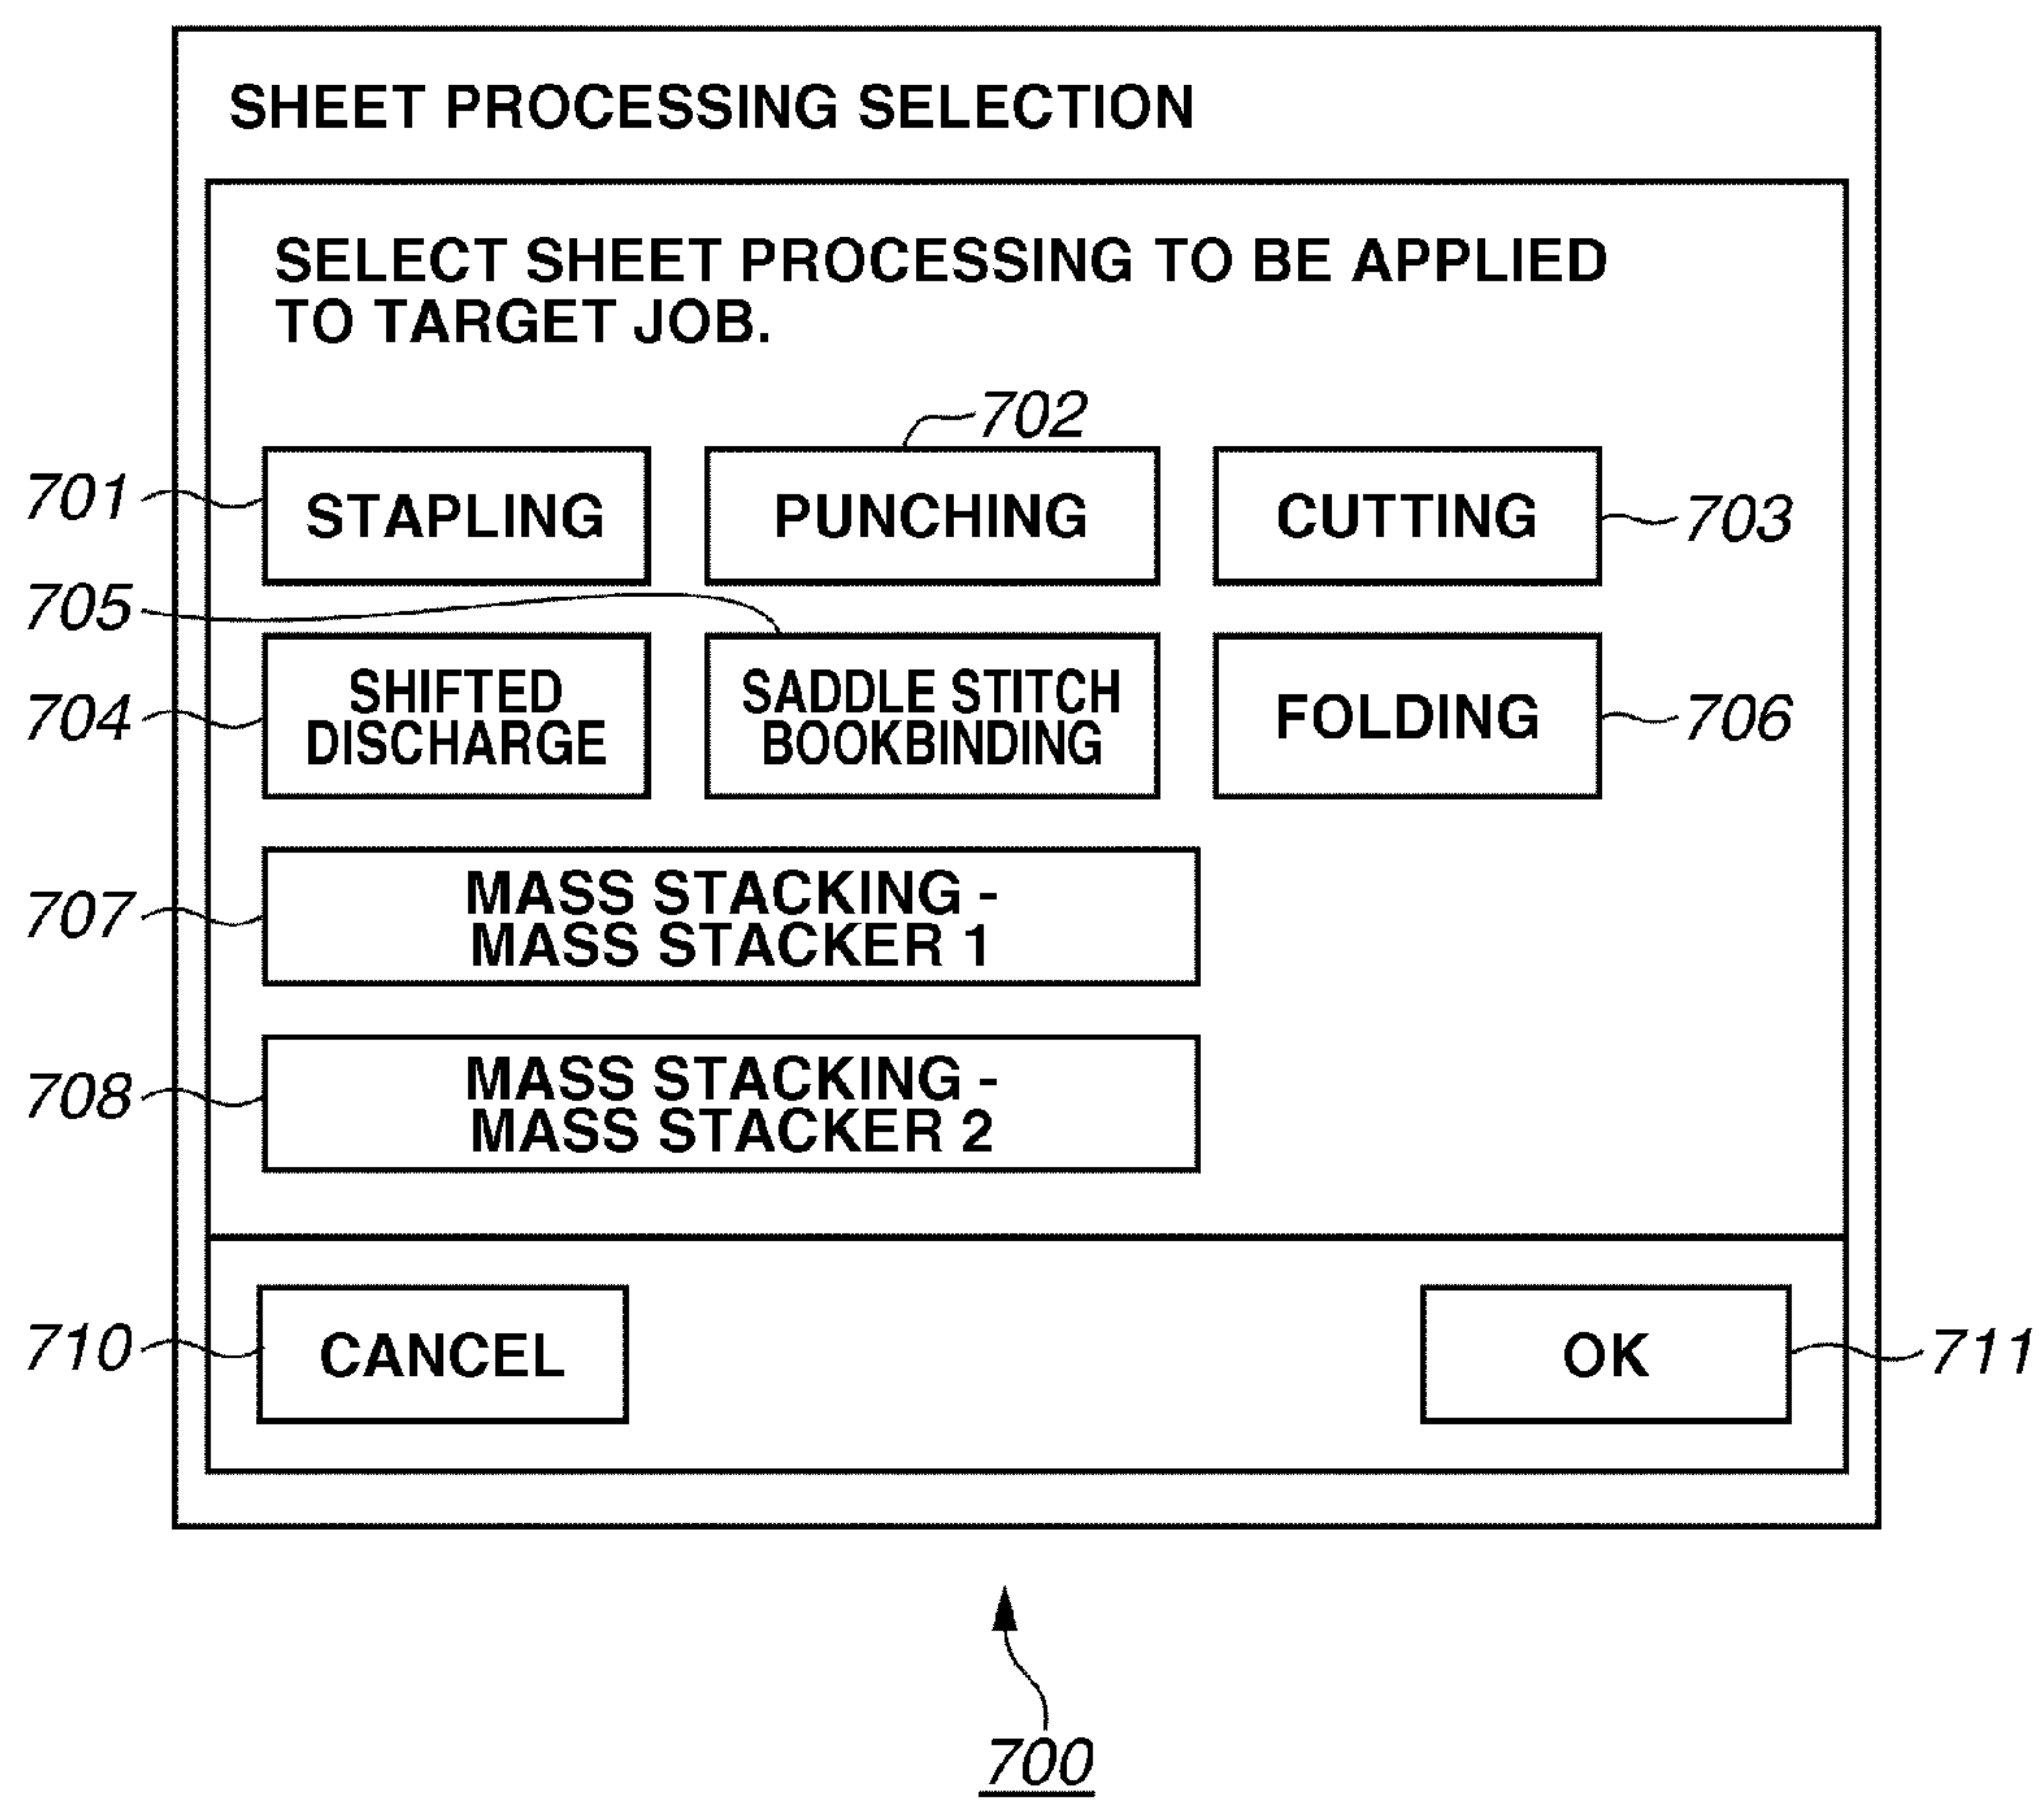 SHEET PROCESSING SELECTION
SELECT SHEET PROCESSING TO BE APPLIED
TO TARGET JOB.
702
701
STAPLING
PUNCHING
CUTTING
703
705
704
SHIFTED
DISCHARGE
SADDLE STITCH
BOOKBINDING
FOLDING
706
707
MASS STACKING -
MASS STACKER 1
708
MASS STACKING -
MASS STACKER 2
710
CANCEL
OK
711
700